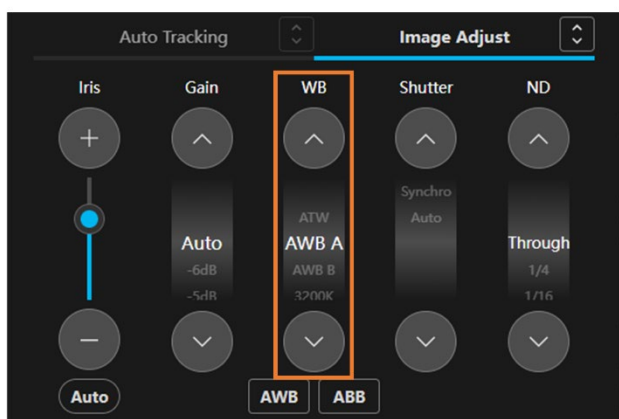 Auto Tracking
Image Adjust
Iris
Gain
WB
Shutter
ND
Auto
-6dB
-5dB
ATW
AWB A
AWB B
3200K
Synchro
Auto
Through
1/4
1/16
Auto
AWB
ABB